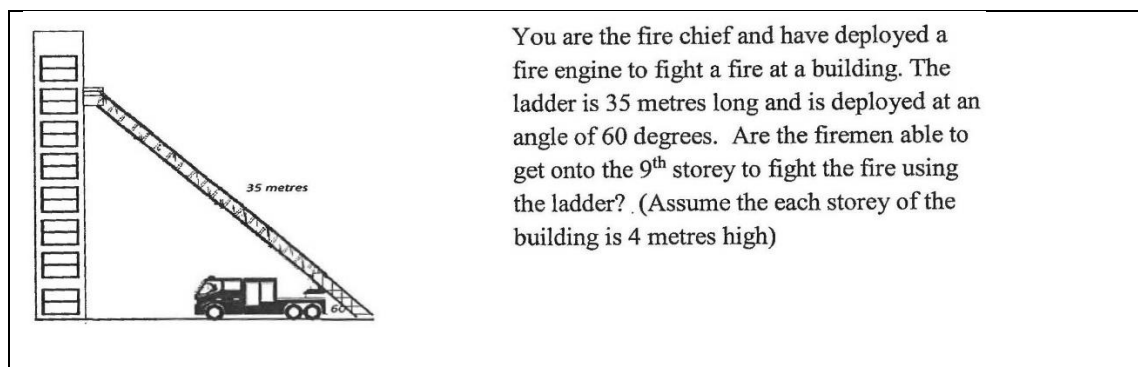 You are the fire chief and have deployed a
fire engine to fight a fire at a building. The
ladder is 35 metres long and is deployed at an
angle of 60 degrees.  Are the firemen able to
get onto the 9th storey to fight the fire using
the ladder? .(Assume the each storey of the
building is 4 metres high)
35 metres
60